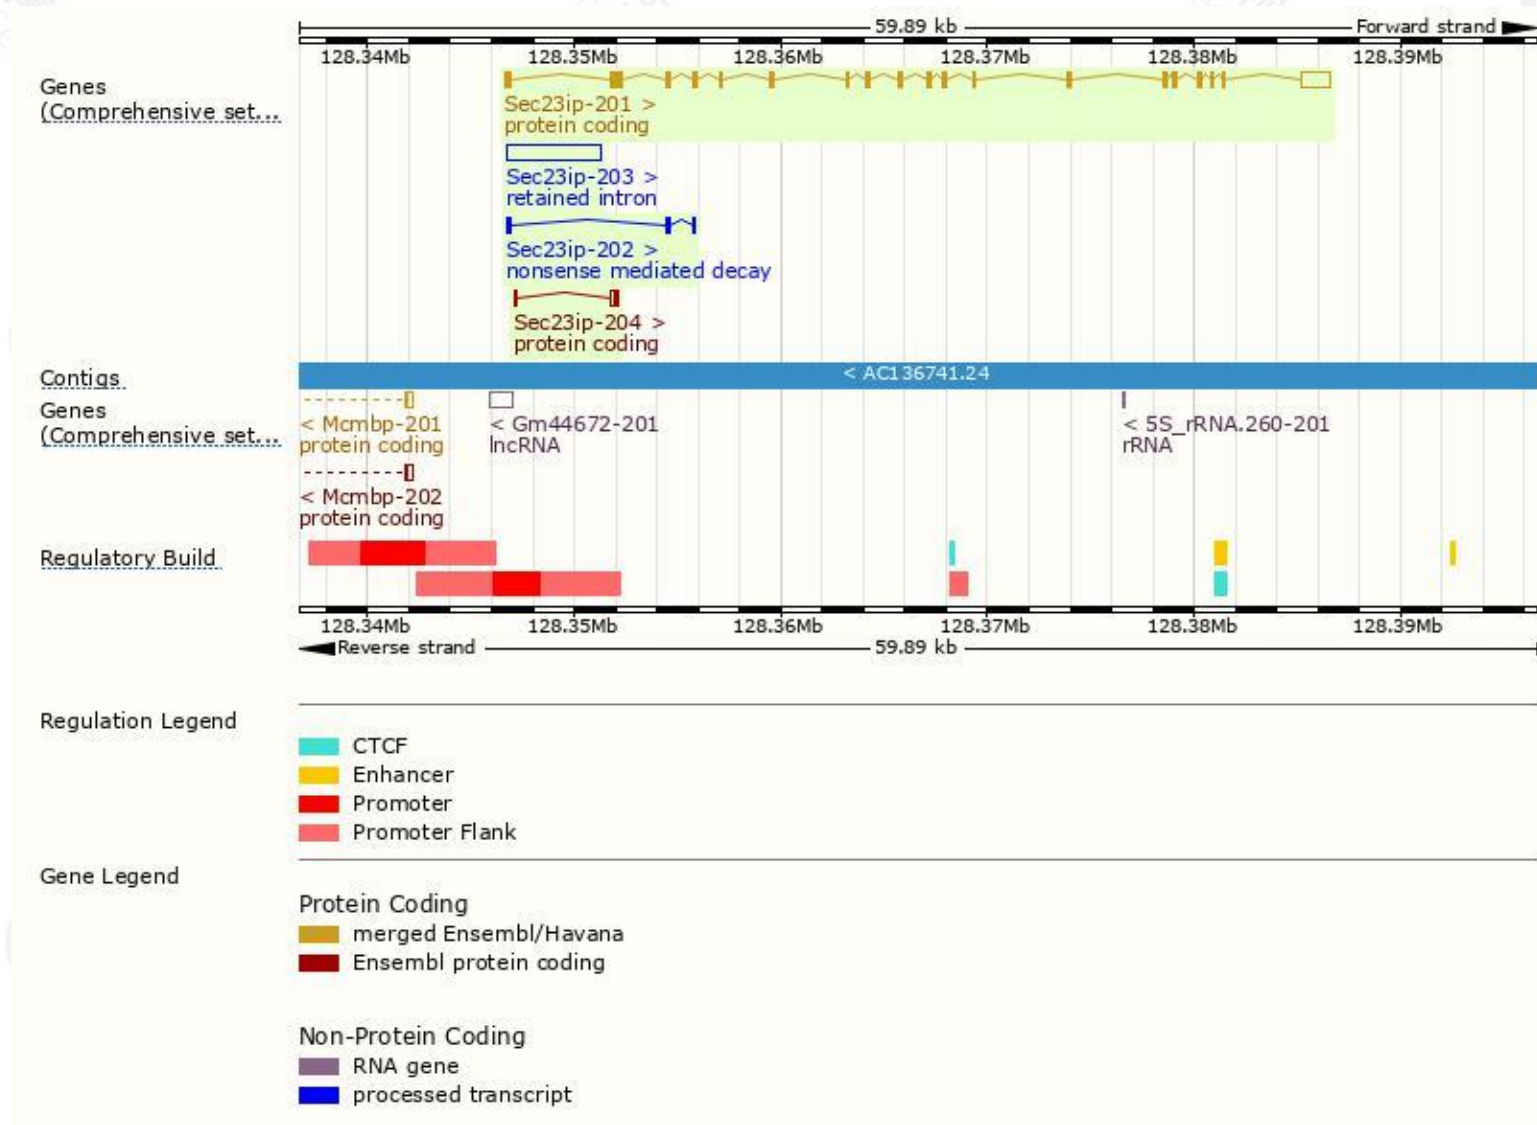 59.89 kb Forward strand
128.34Mb 128.35Mb 128.36Mb 128.37Mb 128.38Mb 128.39Mb
Genes
(Comprehensive set...
Sec23ip-201 >
protein coding
Sec23ip-203 >
retained intron
Sec23ip-202 >
nonsense mediated decay
Sec23ip-204 >
protein coding
Contigs
< AC136741.24
Genes
(Comprehensive set...
< Mcmbp-201 < Gm44672-201 < 5S_rRNA.260-201
protein coding lncRNA rRNA
< Mcmbp-202
protein coding
Regulatory Build
128.34Mb 128.35Mb 128.36Mb 128.37Mb 128.38Mb 128.39Mb
Reverse strand 59.89 kb
Regulation Legend
CTCF
Enhancer
Promoter
Promoter Flank
Gene Legend
Protein Coding
merged Ensembl/Havana
Ensembl protein coding
Non-Protein Coding
RNA gene
processed transcript